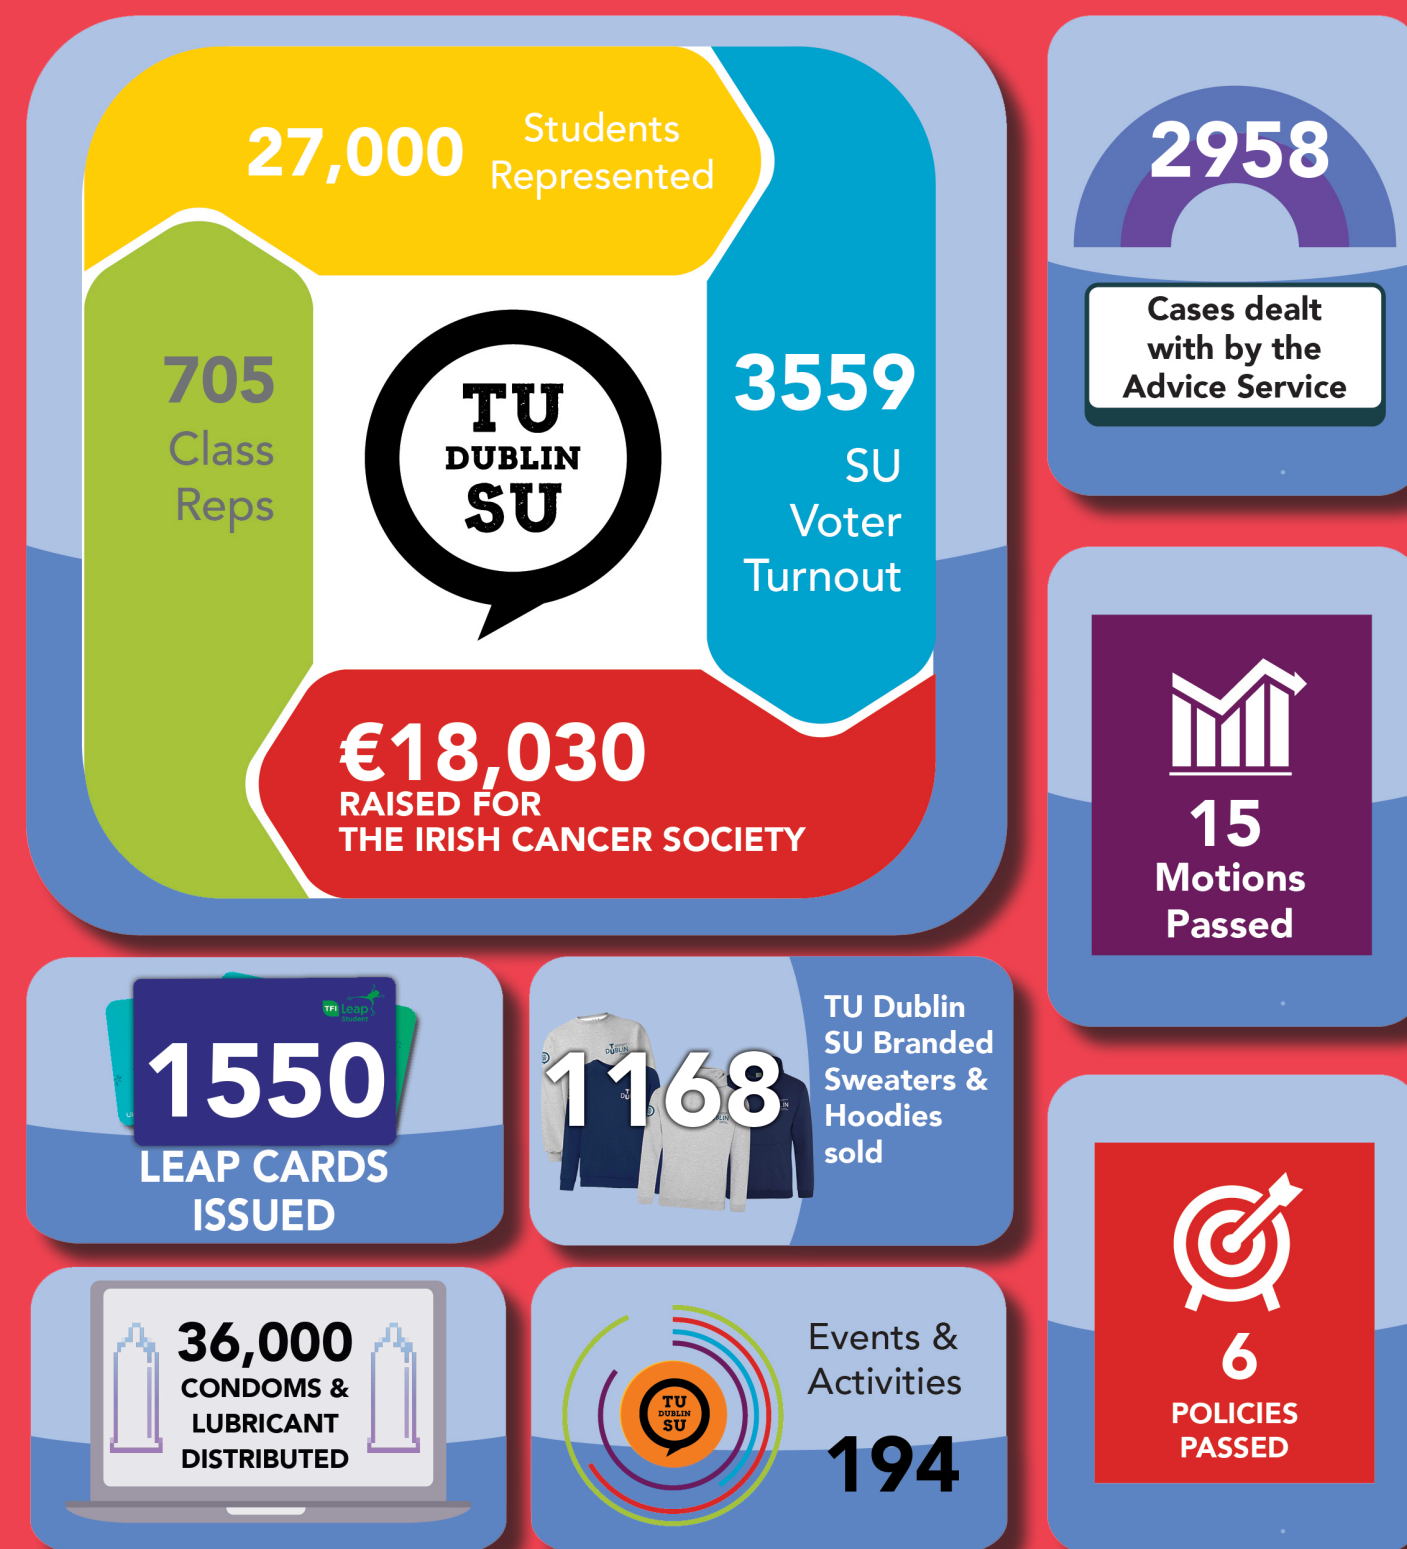 27,000
Students
Represented
705
Class
Reps
TU
DUBLIN
SU
3559
SU
Voter
Turnout
€18,030
RAISED FOR
THE IRISH CANCER SOCIETY
2958
Cases dealt
with by the
Advice Service
15
Motions
Passed
TFI Leap
Student
1550
LEAP CARDS
ISSUED
1168
TU Dublin
SU Branded
Sweaters &
Hoodies
sold
36,000
CONDOMS &
LUBRICANT
DISTRIBUTED
TU
DUBLIN
SU
Events &
Activities
194
6
POLICIES
PASSED